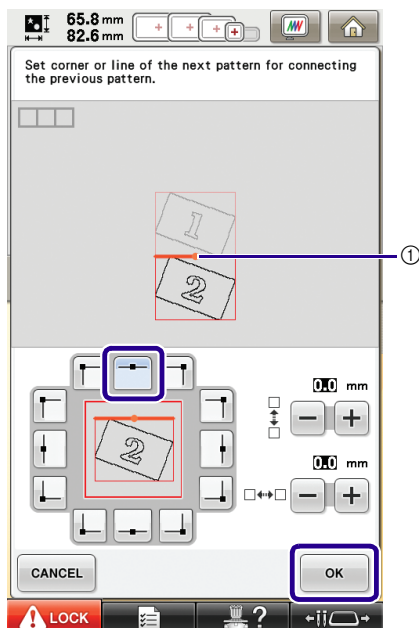 65.8 mm
82.6 mm
Set corner or line of the next pattern for connecting
the previous pattern.
1
①
2
0.0 mm
2
0.0 mm
CANCEL
OK
LOCK
?